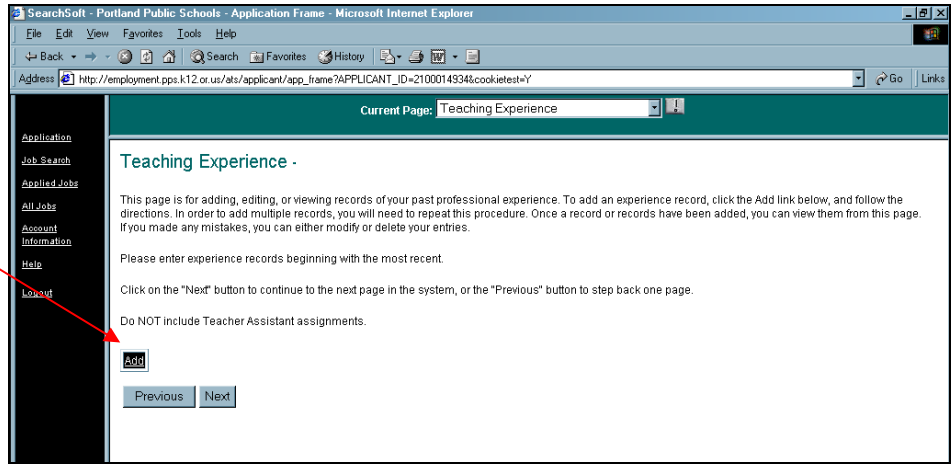 SearchSoft - Portland Public Schools - Application Frame - Microsoft Internet Explorer
File Edit View Favorites Tools Help
Back Search Favorites History
Address http://employment.pps.k12.or.us/ats/applicant/app_frame?APPLICANT_ID=2100014934&cookietest=Y Go Links
Current Page: Teaching Experience
Application
Job Search
Applied Jobs
All Jobs
Account
Information
Help
Logout
Teaching Experience -
This page is for adding, editing, or viewing records of your past professional experience. To add an experience record, click the Add link below, and follow the
directions. In order to add multiple records, you will need to repeat this procedure. Once a record or records have been added, you can view them from this page.
If you made any mistakes, you can either modify or delete your entries.
Please enter experience records beginning with the most recent.
Click on the "Next" button to continue to the next page in the system, or the "Previous" button to step back one page.
Do NOT include Teacher Assistant assignments.
Add
Previous Next